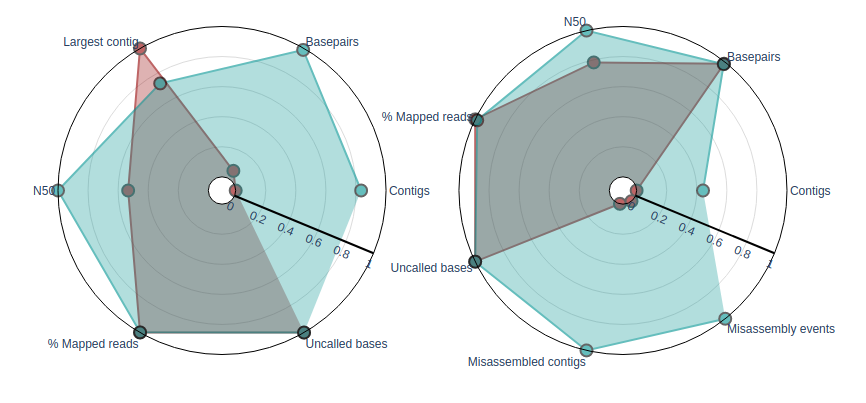 Largest contig
Basepairs
N50
Contigs
% Mapped reads
Uncalled bases
0
0.2
0.4
0.6
0.8
1
N50
Basepairs
% Mapped reads
Contigs
Uncalled bases
Misassembly events
Misassembled contigs
0
0.2
0.4
0.6
0.8
1